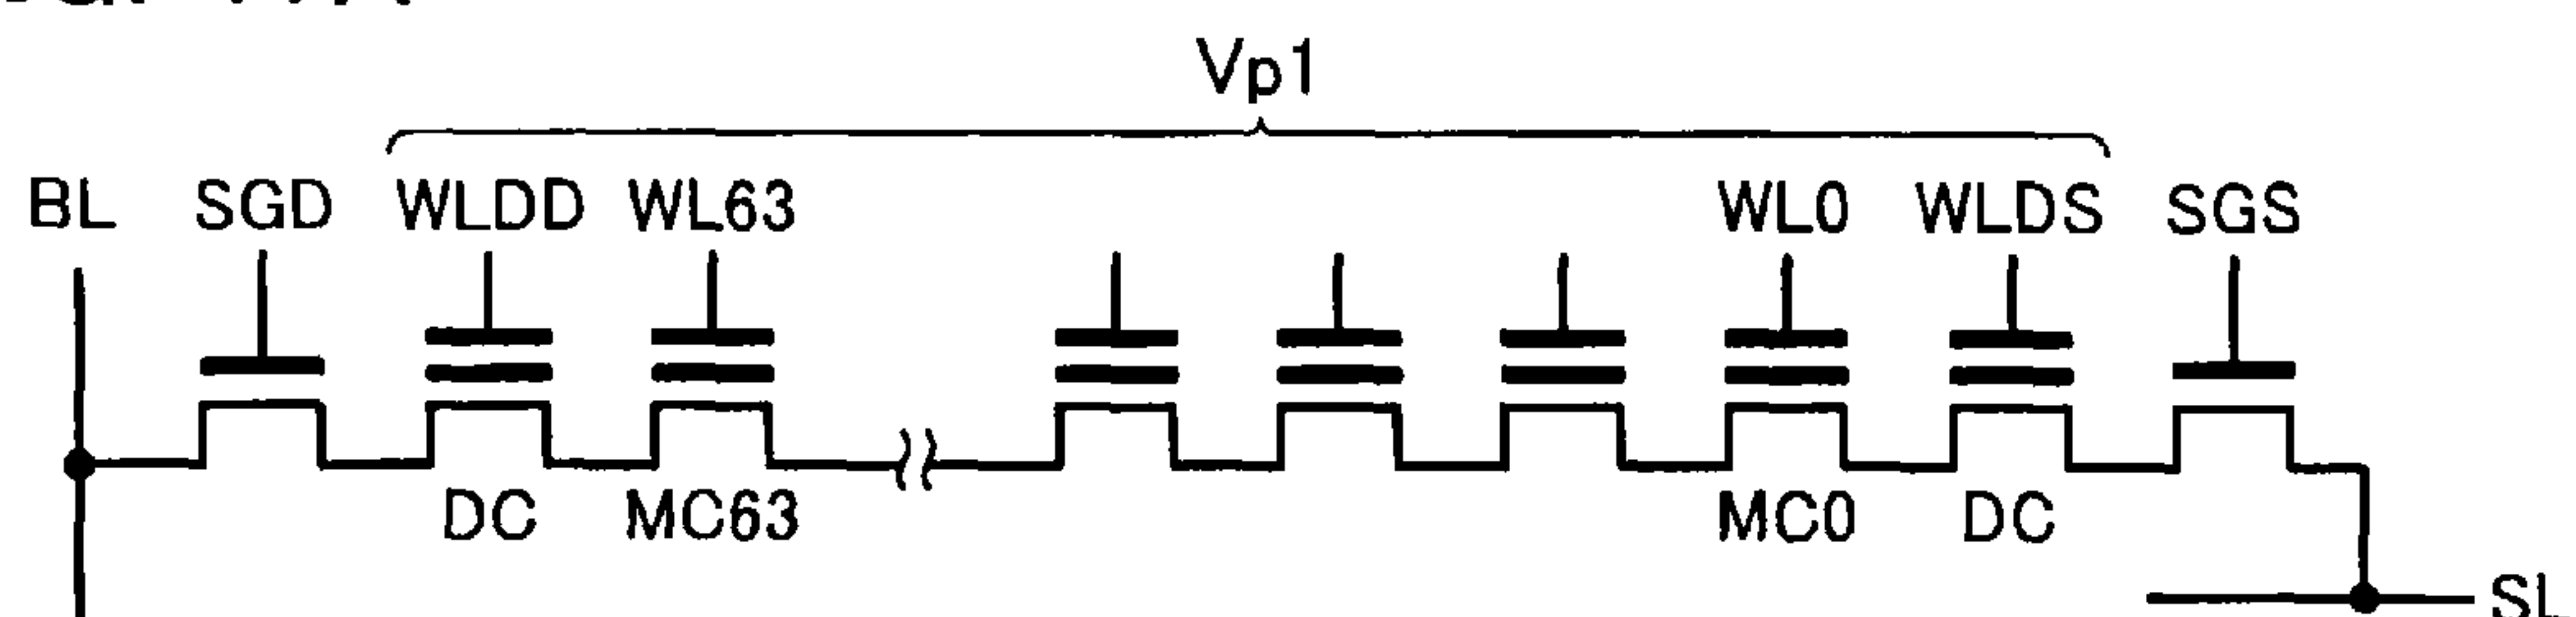 Vp1
BL SGD WLDD WL63 WL0 WLDS SGS
DC MC63 MC0 DC
SL